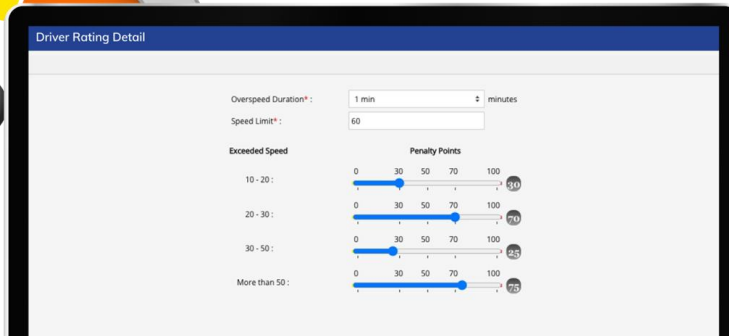 Driver Rating Detail
Overspeed Duration* : 1 min minutes
Speed Limit* : 60
Exceeded Speed Penalty Points
0 30 50 70 100
10 - 20 : 30
0 30 50 70 100
20 - 30 : 70
0 30 50 70 100
30 - 50 : 25
0 30 50 70 100
More than 50 : 75